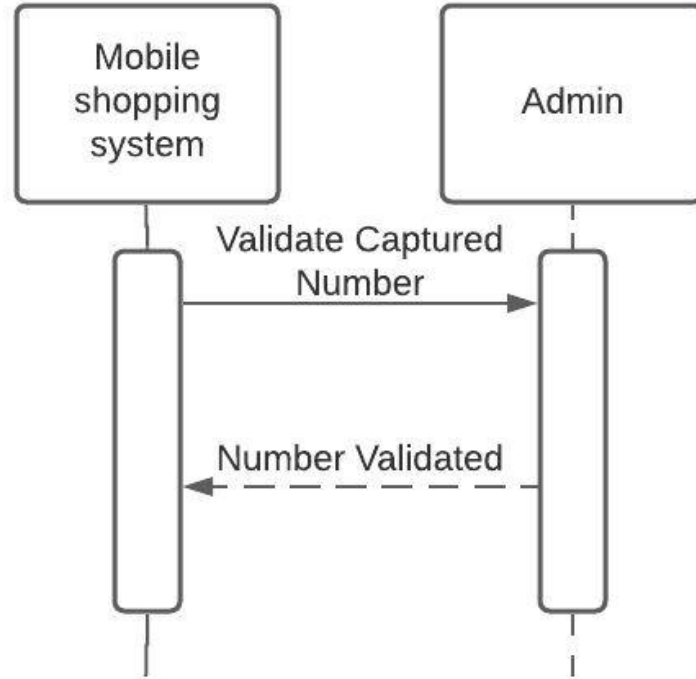 Mobile
shopping
system
Admin
Validate Captured
Number
Number Validated